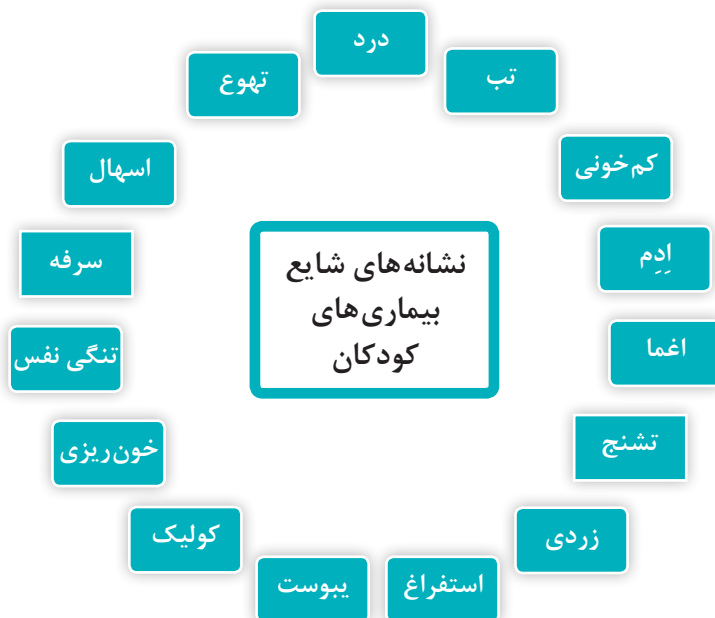 نشانه‌های شایع
بیماری‌های
کودکان
درد
تب
کم‌خونی
اِدِم
اغما
تشنج
زردی
استفراغ
یبوست
کولیک
خون‌ریزی
تنگی نفس
سرفه
اسهال
تهوع